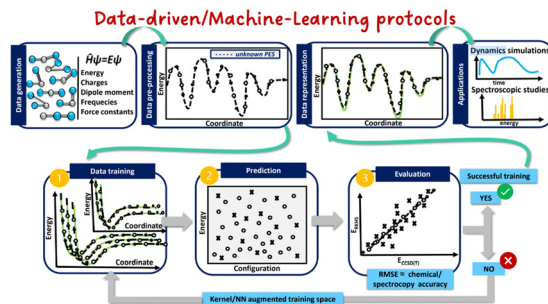 Data-driven/Machine-Learning protocols
Data generation
Ĥψ=Eψ
Energy
Charges
Dipole moment
Frequecies
Force constants
Data pre-processing
unknown PES
Energy
Coordinate
Data representation
Energy
Coordinate
Applications
Dynamics simulations
time
Spectroscopic studies
energy
1
Data training
Energy
Coordinate
Energy
Coordinate
2
Prediction
Energy
Configuration
3
Evaluation
E_CCSD(T)
RMSE = chemical/
spectropcopy accuracy
Successful training
YES
NO
Kernel/NN augmented training space